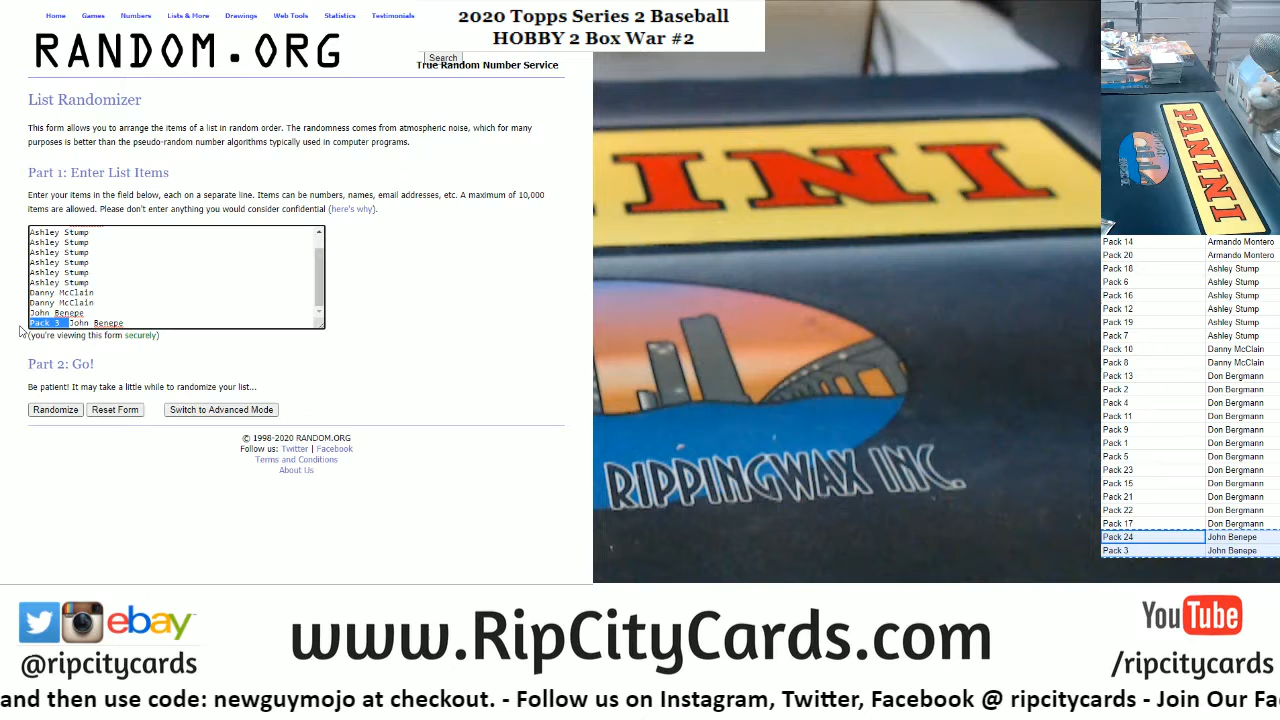 Home Games Numbers Lists & More Drawings Web Tools Statistics Testimonials
RANDOM.ORG
Search
True Random Number Service
2020 Topps Series 2 Baseball
HOBBY 2 Box War #2
List Randomizer
This form allows you to arrange the items of a list in random order. The randomness comes from atmospheric noise, which for many
purposes is better than the pseudo-random number algorithms typically used in computer programs.
Part 1: Enter List Items
Enter your items in the field below, each on a separate line. Items can be numbers, names, email addresses, etc. A maximum of 10,000
items are allowed. Please don't enter anything you would consider confidential (here's why).
Ashley Stump
Ashley Stump
Ashley Stump
Ashley Stump
Ashley Stump
Ashley Stump
Danny McClain
Danny McClain
John Benepe
Pack 3 John Benepe
(you're viewing this form securely)
Part 2: Go!
Be patient! It may take a little while to randomize your list...
Randomize Reset Form Switch to Advanced Mode
© 1998-2020 RANDOM.ORG
Follow us: Twitter | Facebook
Terms and Conditions
About Us
INI
RIPPINGWAX INC.
PANINI
Pack 14 Armando Montero
Pack 20 Armando Montero
Pack 18 Ashley Stump
Pack 6 Ashley Stump
Pack 16 Ashley Stump
Pack 12 Ashley Stump
Pack 19 Ashley Stump
Pack 7 Ashley Stump
Pack 10 Danny McClain
Pack 8 Danny McClain
Pack 13 Don Bergmann
Pack 2 Don Bergmann
Pack 4 Don Bergmann
Pack 11 Don Bergmann
Pack 9 Don Bergmann
Pack 1 Don Bergmann
Pack 5 Don Bergmann
Pack 23 Don Bergmann
Pack 15 Don Bergmann
Pack 21 Don Bergmann
Pack 22 Don Bergmann
Pack 17 Don Bergmann
Pack 24 John Benepe
Pack 3 John Benepe
ebay
@ripcitycards
www.RipCityCards.com
YouTube
/ripcitycards
and then use code: newguymojo at checkout. - Follow us on Instagram, Twitter, Facebook @ ripcitycards - Join Our Fa